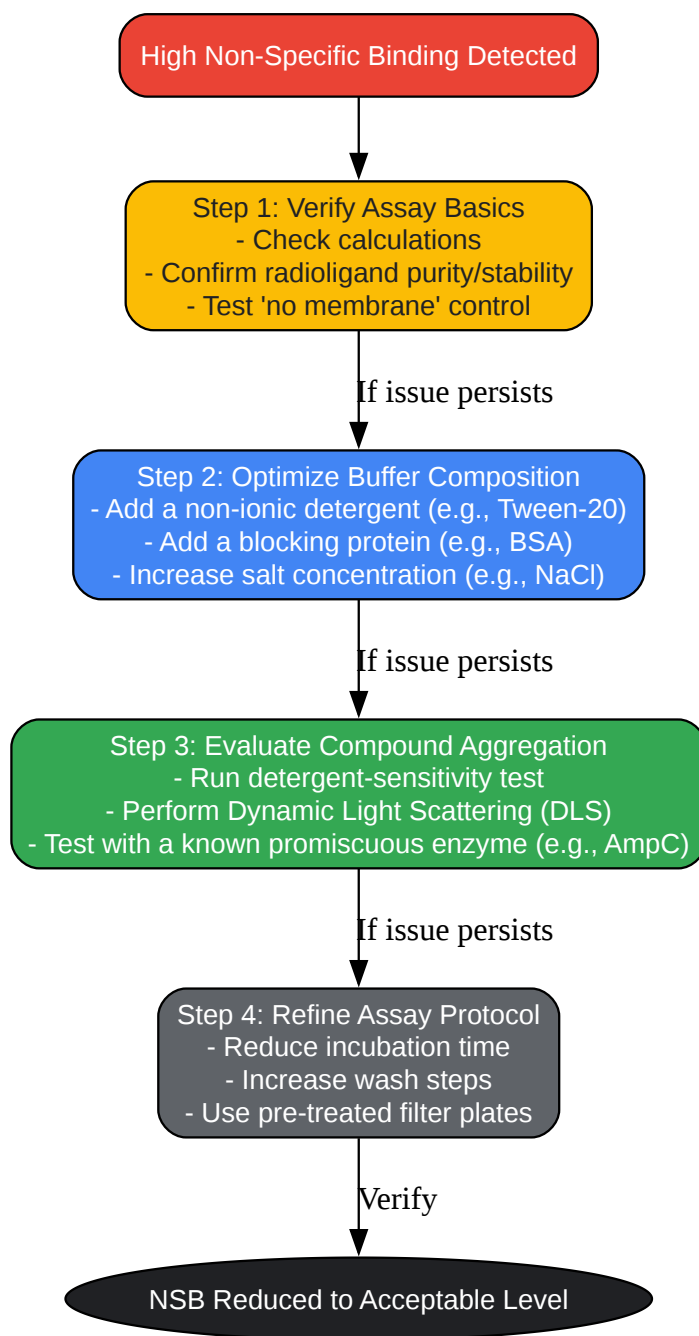 High Non-Specific Binding Detected
Step 1: Verify Assay Basics
- Check calculations
- Confirm radioligand purity/stability
- Test 'no membrane' control
If issue persists
Step 2: Optimize Buffer Composition
- Add a non-ionic detergent (e.g., Tween-20)
- Add a blocking protein (e.g., BSA)
- Increase salt concentration (e.g., NaCl)
If issue persists
Step 3: Evaluate Compound Aggregation
- Run detergent-sensitivity test
- Perform Dynamic Light Scattering (DLS)
- Test with a known promiscuous enzyme (e.g., AmpC)
If issue persists
Step 4: Refine Assay Protocol
- Reduce incubation time
- Increase wash steps
- Use pre-treated filter plates
Verify
NSB Reduced to Acceptable Level